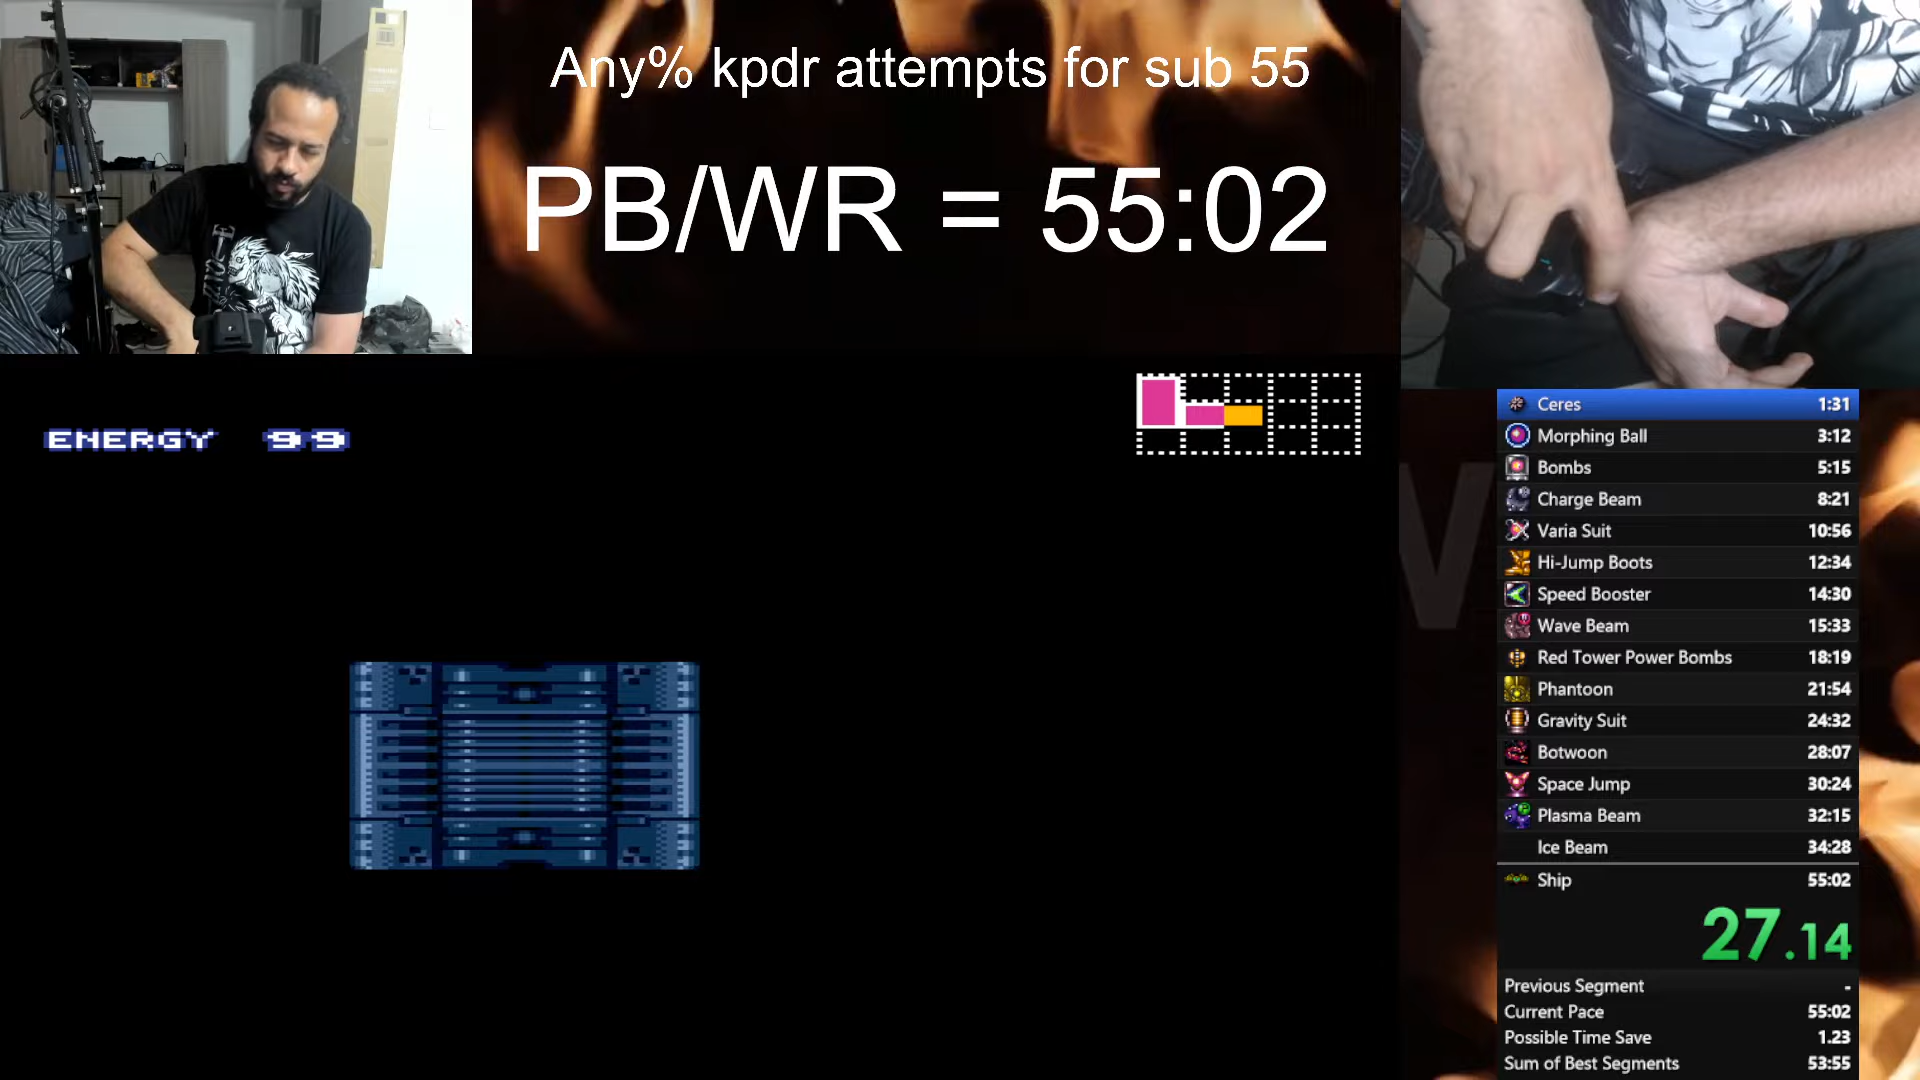 Any% kpdr attempts for sub 55
PB/WR = 55:02
ENERGY 99
Ceres 1:31
Morphing Ball 3:12
Bombs 5:15
Charge Beam 8:21
Varia Suit 10:56
Hi-Jump Boots 12:34
Speed Booster 14:30
Wave Beam 15:33
Red Tower Power Bombs 18:19
Phantoon 21:54
Gravity Suit 24:32
Botwoon 28:07
Space Jump 30:24
Plasma Beam 32:15
Ice Beam 34:28
Ship 55:02
27.14
Previous Segment -
Current Pace 55:02
Possible Time Save 1.23
Sum of Best Segments 53:55